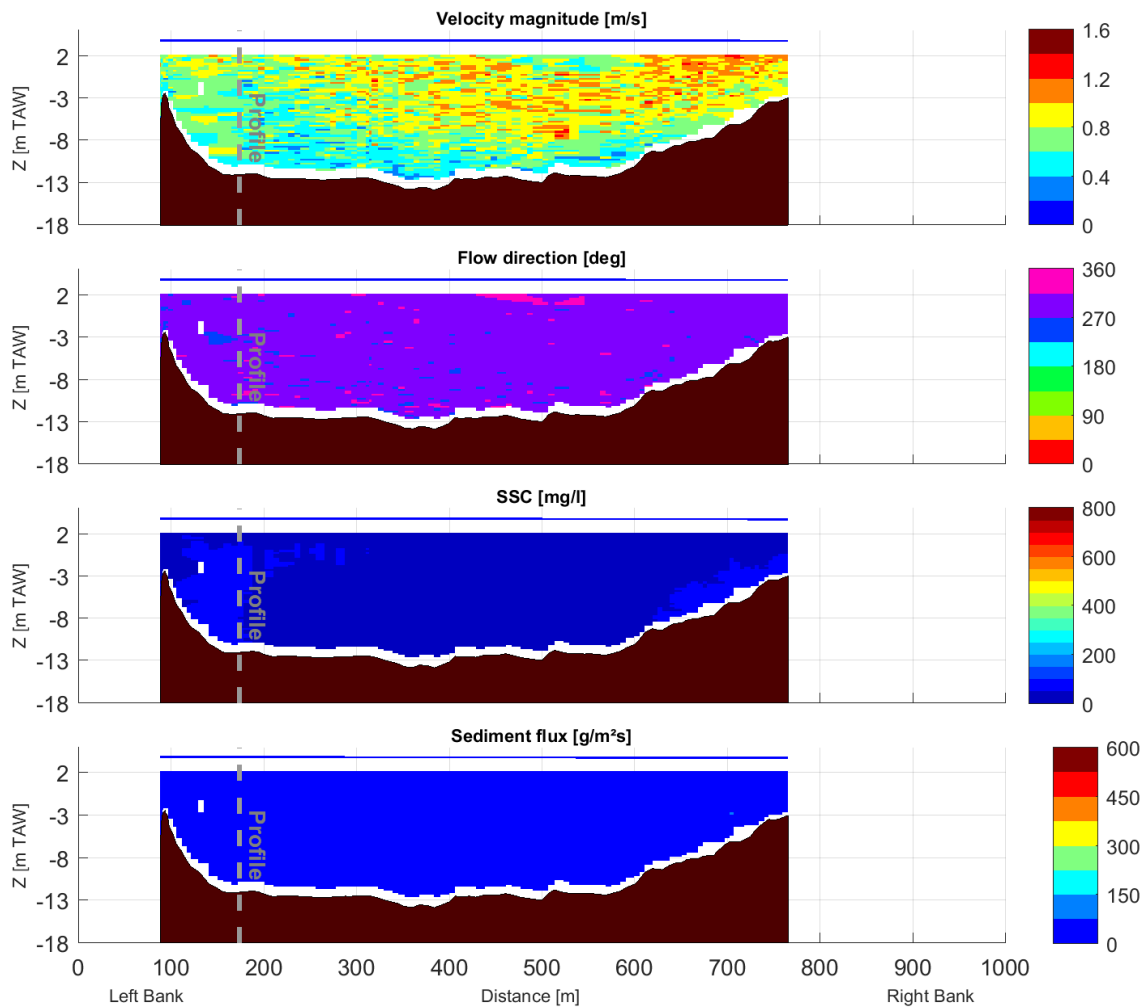 Velocity magnitude [m/s]
Z [m TAW]
2
-3
-8
-13
-18
Profile
1.6
1.2
0.8
0.4
0
Flow direction [deg]
Z [m TAW]
2
-3
-8
-13
-18
Profile
360
270
180
90
0
SSC [mg/l]
Z [m TAW]
2
-3
-8
-13
-18
Profile
800
600
400
200
0
Sediment flux [g/m²s]
Z [m TAW]
2
-3
-8
-13
-18
Profile
600
450
300
150
0
0 100 200 300 400 500 600 700 800 900 1000
Left Bank Distance [m] Right Bank